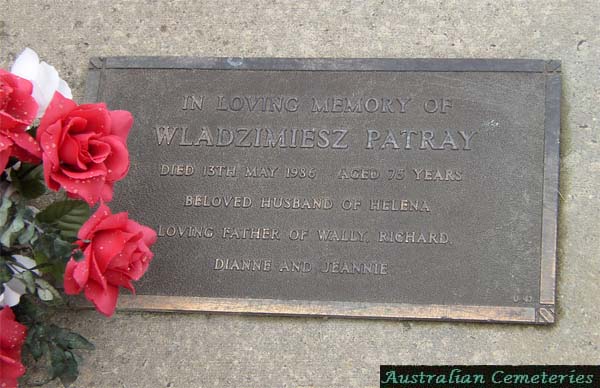 IN LOVING MEMORY OF
WLADZIMIESZ PATRAY
DIED 13TH MAY 1986 AGED 75 YEARS
BELOVED HUSBAND OF HELENA
LOVING FATHER OF WALLY, RICHARD,
DIANNE AND JEANNIE
Australian Cemeteries